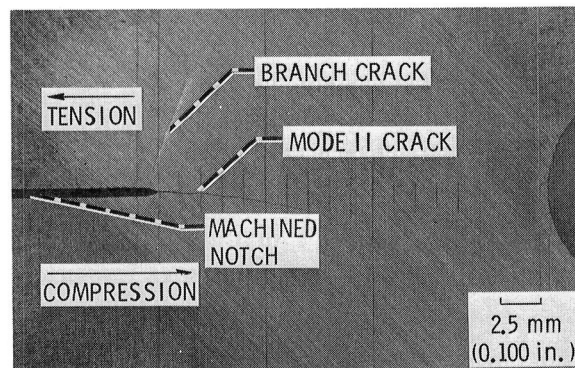 BRANCH CRACK
TENSION
MODE II CRACK
MACHINED
NOTCH
COMPRESSION
2.5 mm
(0.100 in.)